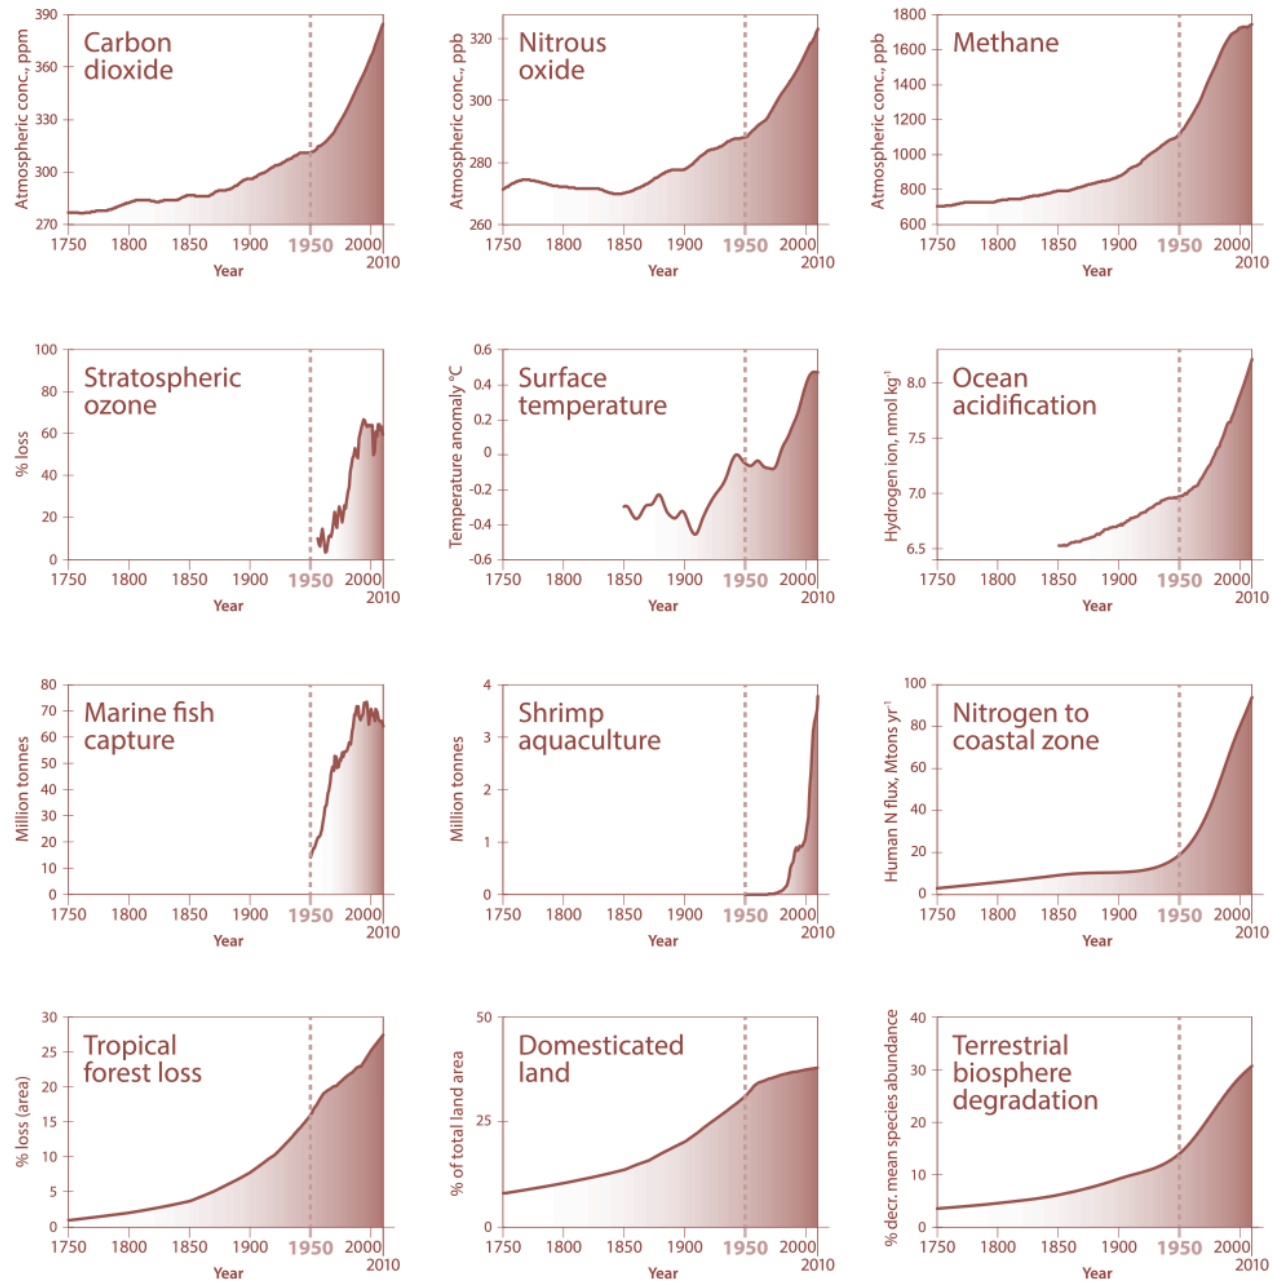 Carbon
dioxide
Atmospheric conc., ppm
390
360
330
300
270
1750 1800 1850 1900 1950 2000
2010
Year
Nitrous
oxide
Atmospheric conc., ppb
320
300
280
260
1750 1800 1850 1900 1950 2000
2010
Year
Methane
Atmospheric conc., ppb
1800
1600
1400
1200
1000
800
600
1750 1800 1850 1900 1950 2000
2010
Year
Stratospheric
ozone
% loss
100
80
60
40
20
0
1750 1800 1850 1900 1950 2000
2010
Year
Surface
temperature
Temperature anomaly °C
0.6
0.4
0.2
0
-0.2
-0.4
-0.6
1750 1800 1850 1900 1950 2000
2010
Year
Ocean
acidification
Hydrogen ion, nmol kg⁻¹
8.0
7.5
7.0
6.5
1750 1800 1850 1900 1950 2000
2010
Year
Marine fish
capture
Million tonnes
80
70
60
50
40
30
20
10
0
1750 1800 1850 1900 1950 2000
2010
Year
Shrimp
aquaculture
Million tonnes
4
3
2
1
0
1750 1800 1850 1900 1950 2000
2010
Year
Nitrogen to
coastal zone
Human N flux, Mtons yr⁻¹
100
80
60
40
20
0
1750 1800 1850 1900 1950 2000
2010
Year
Tropical
forest loss
% loss (area)
30
25
20
15
10
5
0
1750 1800 1850 1900 1950 2000
2010
Year
Domesticated
land
% of total land area
50
25
0
1750 1800 1850 1900 1950 2000
2010
Year
Terrestrial
biosphere
degradation
% decr. mean species abundance
40
30
20
10
0
1750 1800 1850 1900 1950 2000
2010
Year